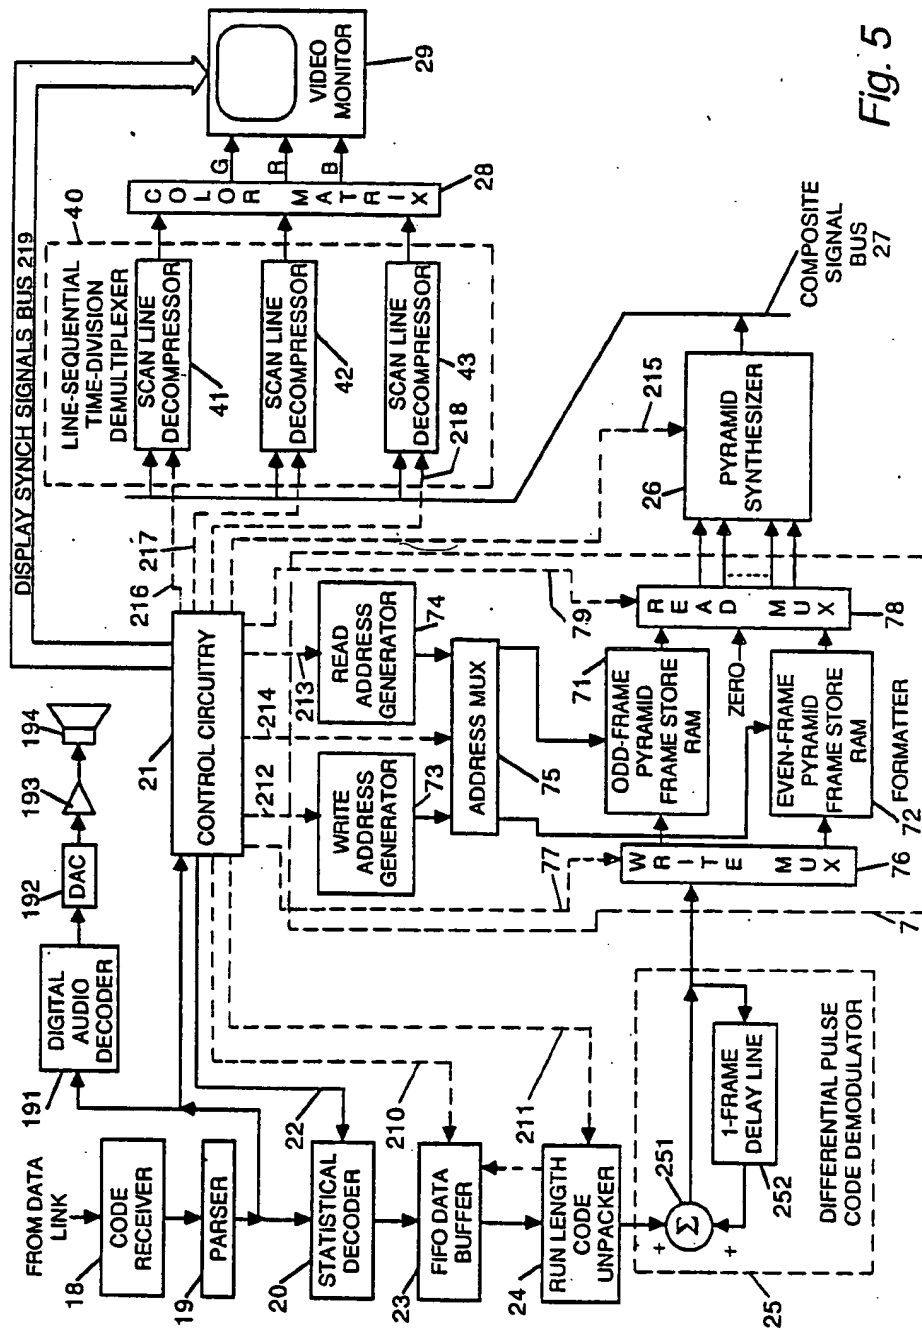 FROM DATA
LINK
18
CODE
RECEIVER
19
PARSER
20
STATISTICAL
DECODER
22
23
FIFO DATA
BUFFER
210
24
RUN LENGTH
CODE
UNPACKER
211
25
+
+
Σ
251
1-FRAME
DELAY LINE
252
DIFFERENTIAL PULSE
CODE DEMODULATOR
191
DIGITAL
AUDIO
DECODER
192
DAC
193
194
21
CONTROL CIRCUITRY
DISPLAY SYNCH SIGNALS BUS 219
212
214
213
WRITE
ADDRESS
GENERATOR
73
READ
ADDRESS
GENERATOR
74
ADDRESS MUX
75
77
79
WRITE MUX
76
71
ODD-FRAME
PYRAMID
FRAME STORE
RAM
ZERO
EVEN-FRAME
PYRAMID
FRAME STORE
RAM
72
FORMATTER
7
READ MUX
78
26
PYRAMID
SYNTHESIZER
215
216
217
218
LINE-SEQUENTIAL
TIME-DIVISION
DEMULTIPLEXER
40
SCAN LINE
DECOMPRESSOR
41
SCAN LINE
DECOMPRESSOR
42
SCAN LINE
DECOMPRESSOR
43
COLOR MATRIX
28
G
R
B
VIDEO
MONITOR
29
COMPOSITE
SIGNAL
BUS
27
Fig. 5